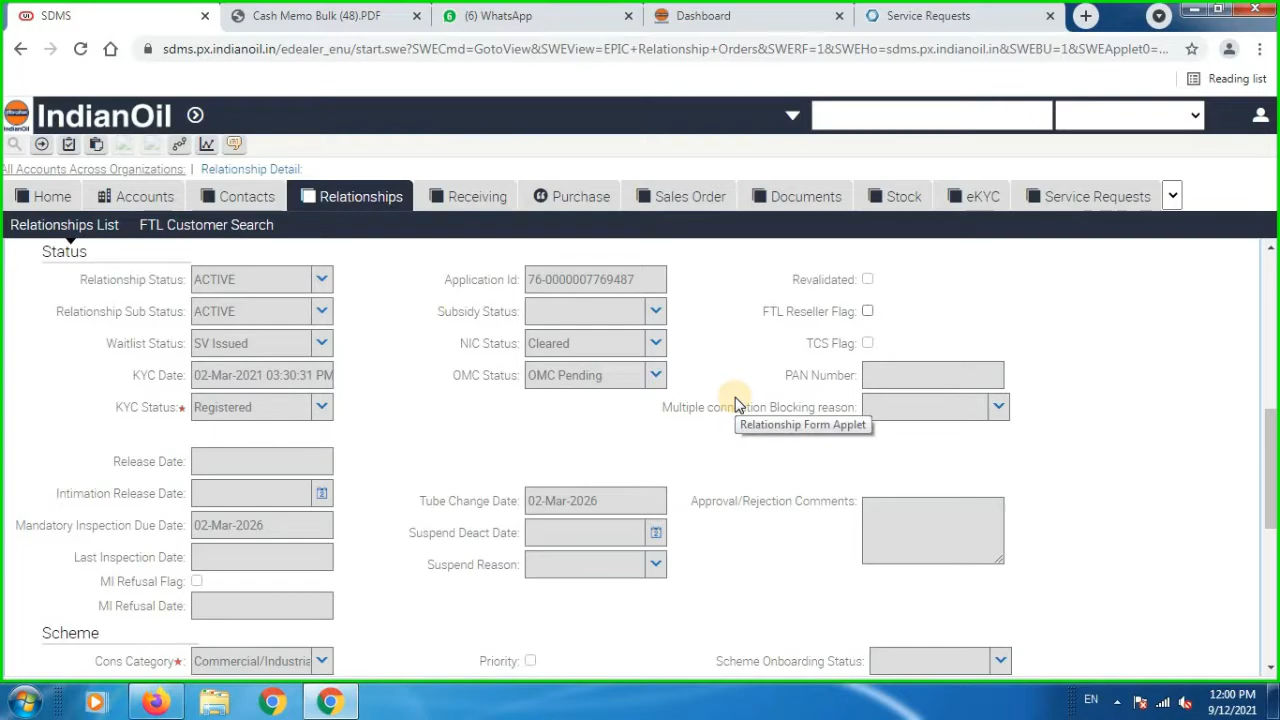 SDMS
Cash Memo Bulk (48).PDF
(6) WhatsApp
Dashboard
Service Requests
sdms.px.indianoil.in/edealer_enu/start.swe?SWECmd=GotoView&SWEView=EPIC+Relationship+Orders&SWERF=1&SWEHo=sdms.px.indianoil.in&SWEBU=1&SWEApplet0=...
Reading list
IndianOil
All Accounts Across Organizations:
Relationship Detail:
Home
Accounts
Contacts
Relationships
Receiving
Purchase
Sales Order
Documents
Stock
eKYC
Service Requests
Relationships List
FTL Customer Search
Status
Relationship Status: ACTIVE
Application Id: 76-0000007769487
Revalidated:
Relationship Sub Status: ACTIVE
Subsidy Status:
FTL Reseller Flag:
Waitlist Status: SV Issued
NIC Status: Cleared
TCS Flag:
KYC Date: 02-Mar-2021 03:30:31 PM
OMC Status: OMC Pending
PAN Number:
KYC Status:* Registered
Multiple connection Blocking reason:
Relationship Form Applet
Release Date:
Intimation Release Date:
Tube Change Date: 02-Mar-2026
Approval/Rejection Comments:
Mandatory Inspection Due Date: 02-Mar-2026
Suspend Deact Date:
Last Inspection Date:
Suspend Reason:
MI Refusal Flag:
MI Refusal Date:
Scheme
Cons Category*: Commercial/Industria
Priority:
Scheme Onboarding Status:
EN
12:00 PM
9/12/2021